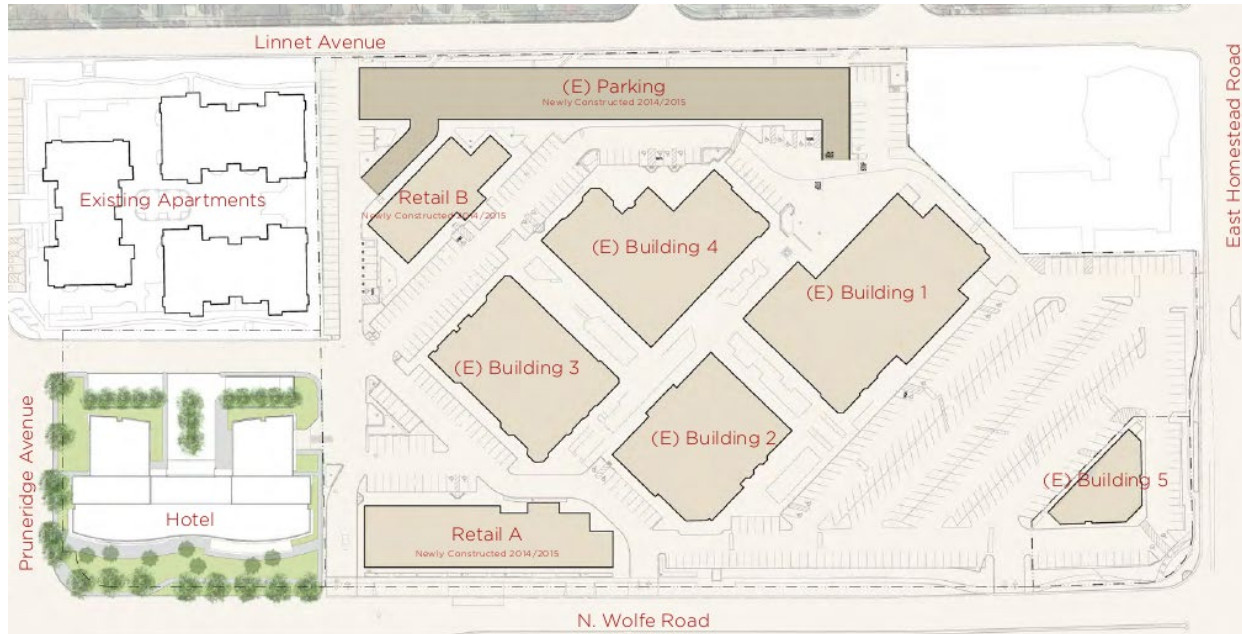 Linnet Avenue
(E) Parking
Newly Constructed 2014/2015
East Homestead Road
Existing Apartments
Retail B
Newly Constructed 2014/2015
(E) Building 4
(E) Building 1
(E) Building 3
(E) Building 2
(E) Building 5
Pruneridge Avenue
Hotel
Retail A
Newly Constructed 2014/2015
N. Wolfe Road